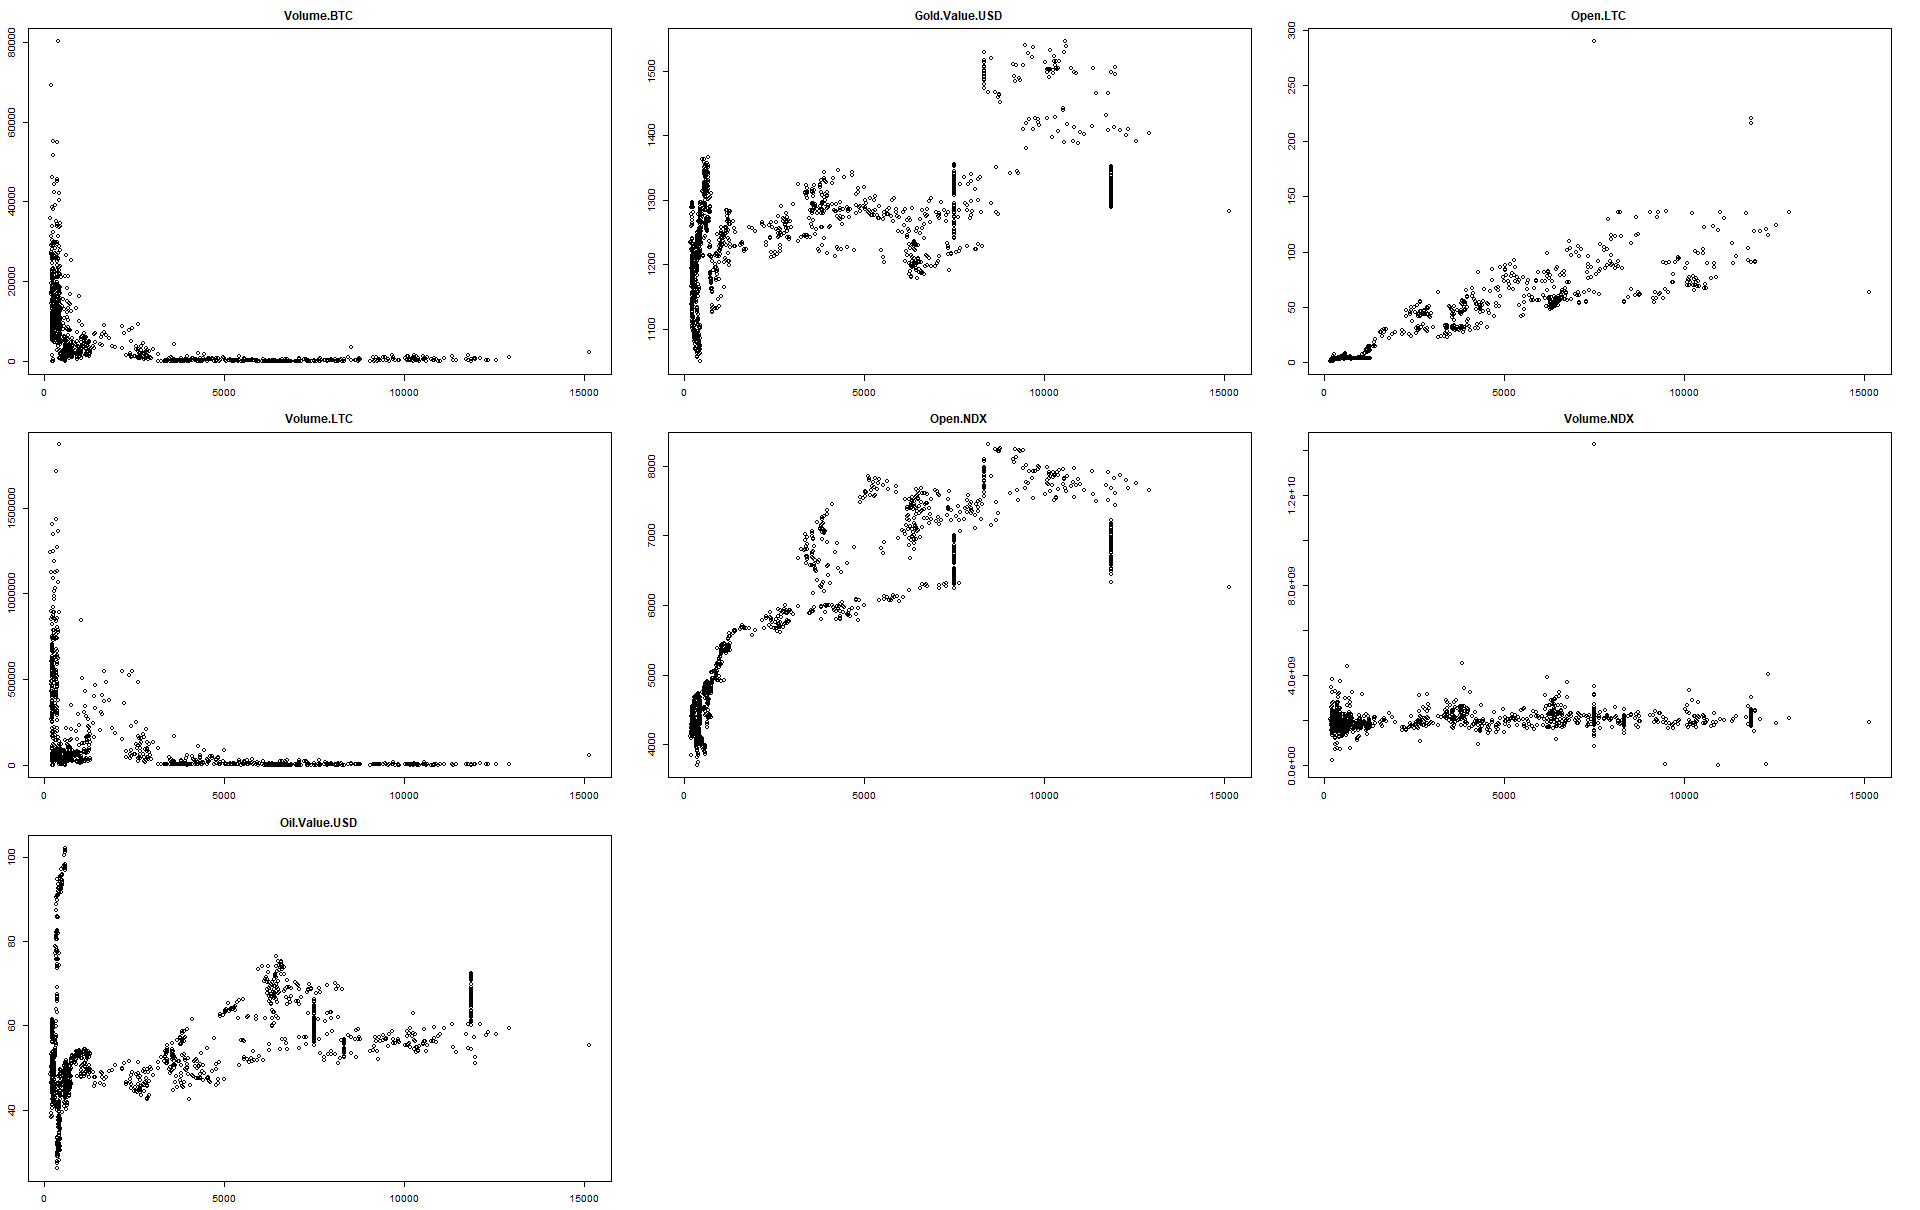 Volume.BTC
80000
60000
40000
20000
0
0 5000 10000 15000
Gold.Value.USD
1500
1400
1300
1200
1100
0 5000 10000 15000
Open.LTC
300
250
200
150
100
50
0
0 5000 10000 15000
Volume.LTC
1500000
1000000
500000
0
0 5000 10000 15000
Open.NDX
8000
7000
6000
5000
4000
0 5000 10000 15000
Volume.NDX
1.2e+10
8.0e+09
4.0e+09
0.0e+00
0 5000 10000 15000
Oil.Value.USD
100
80
60
40
0 5000 10000 15000